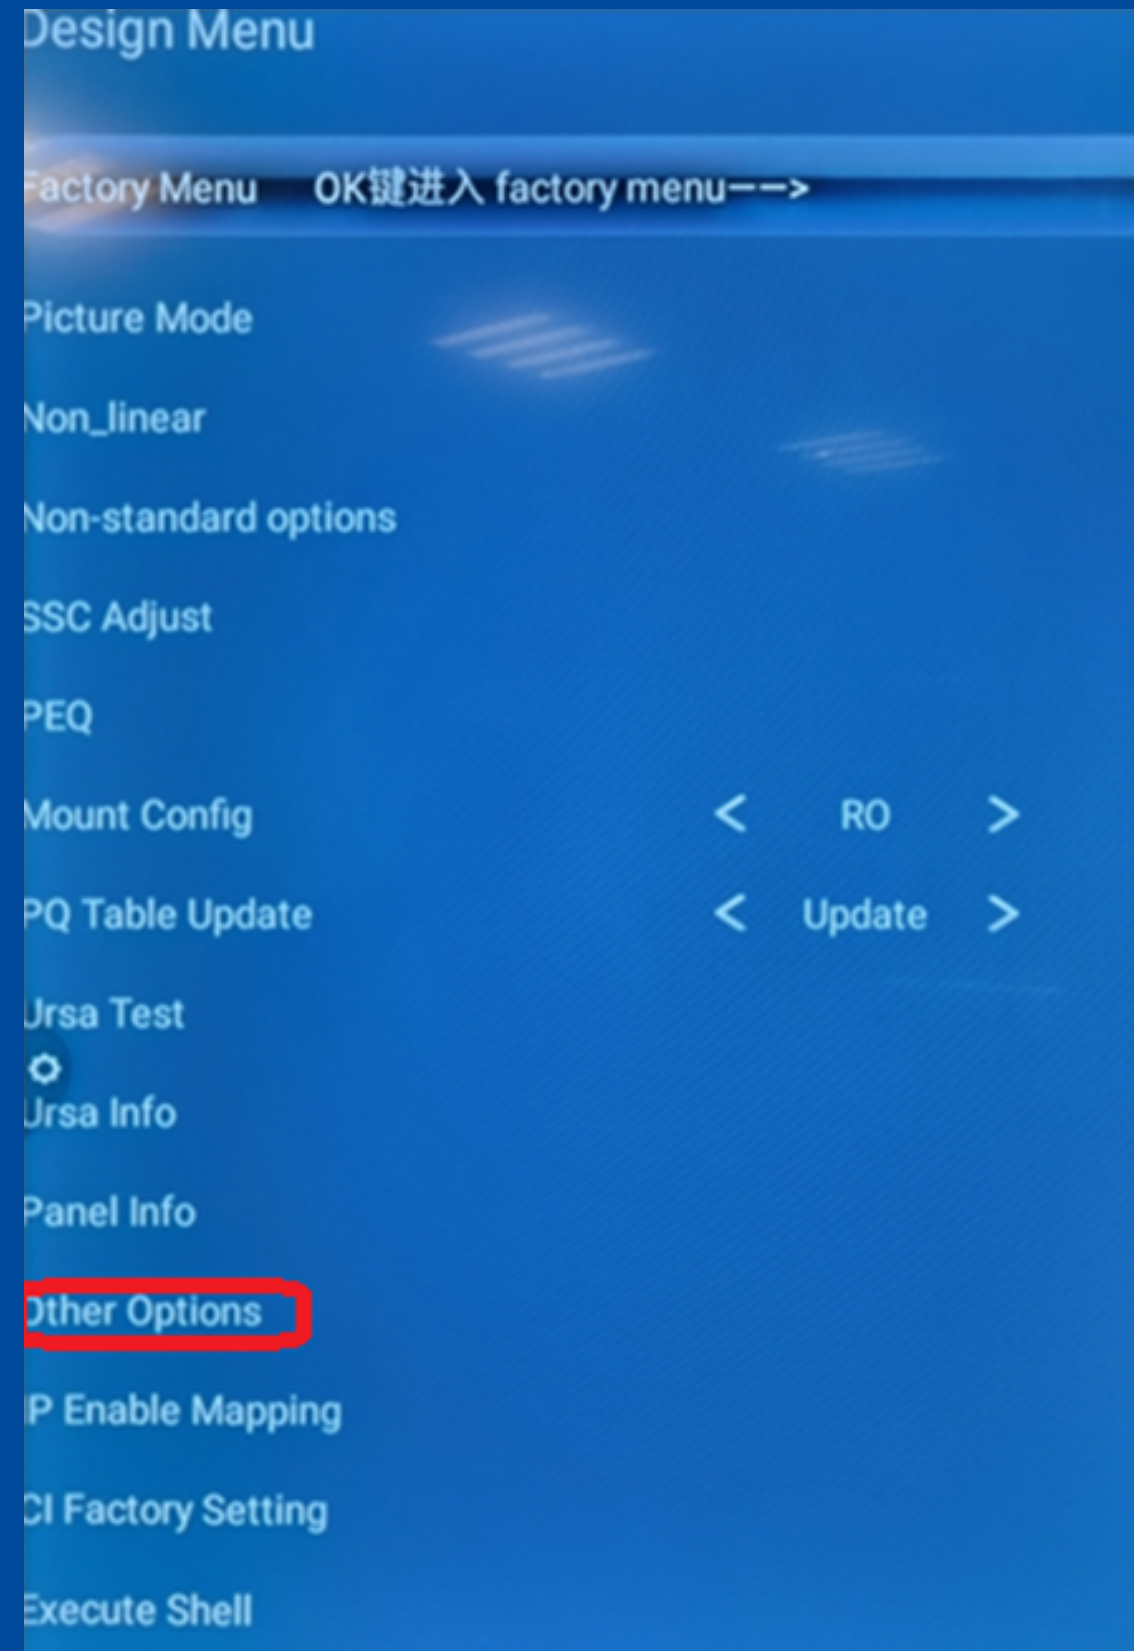 Design Menu
Factory Menu OK键进入 factory menu——>
Picture Mode
Non_linear
Non-standard options
SSC Adjust
PEQ
Mount Config < RO >
PQ Table Update < Update >
Ursa Test
Ursa Info
Panel Info
Other Options
IP Enable Mapping
CI Factory Setting
Execute Shell